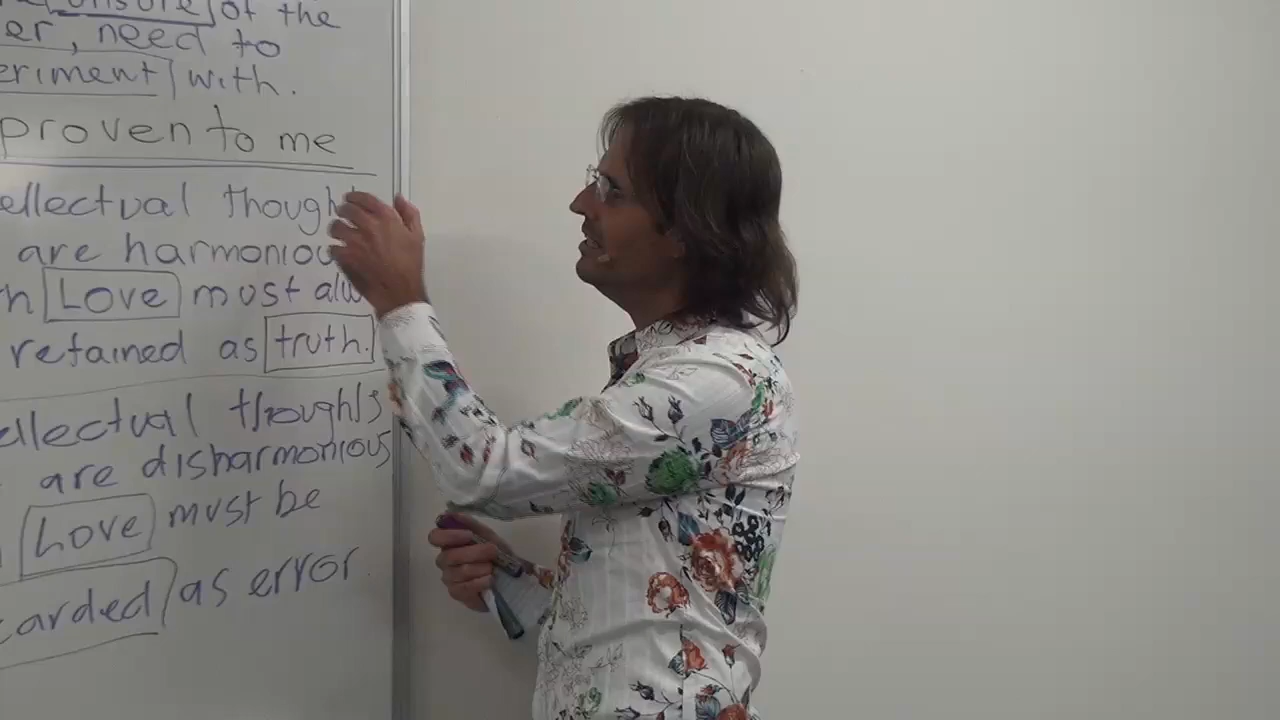 unsure of the
er, need to
eriment with.
proven to me
ellectual though
are harmoniou
h Love must alw
retained as truth.
ellectual thoughts
are disharmonious
Love must be
carded as error